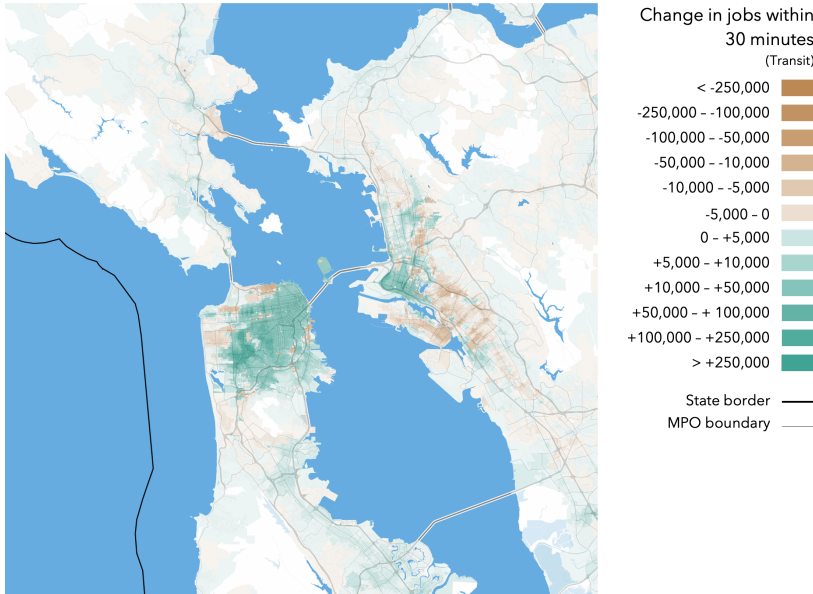 Change in jobs within
30 minutes
(Transit)
< -250,000
-250,000 – -100,000
-100,000 – -50,000
-50,000 – -10,000
-10,000 – -5,000
-5,000 – 0
0 – +5,000
+5,000 – +10,000
+10,000 – +50,000
+50,000 – + 100,000
+100,000 – +250,000
> +250,000
State border
MPO boundary